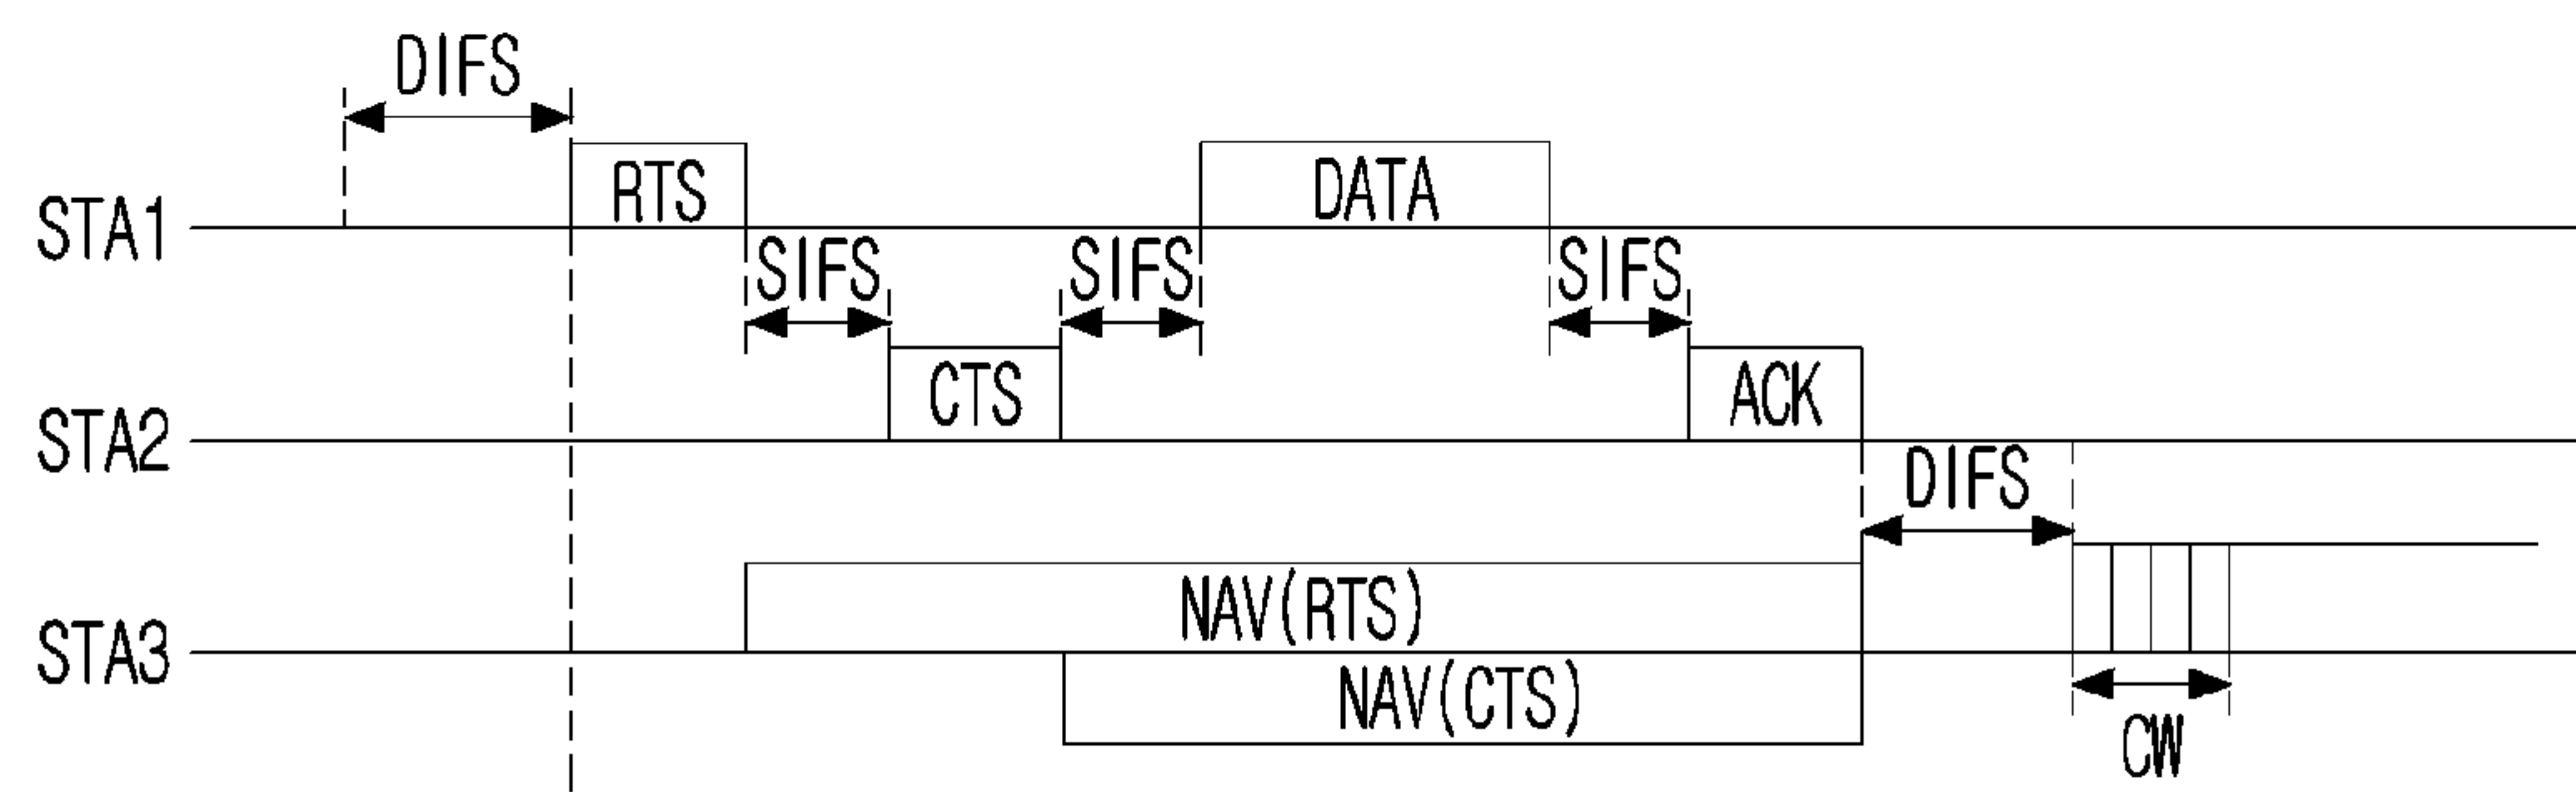 DIFS
RTS
DATA
STA1
SIFS
SIFS
SIFS
CTS
ACK
STA2
DIFS
NAV(RTS)
STA3
NAV(CTS)
CW